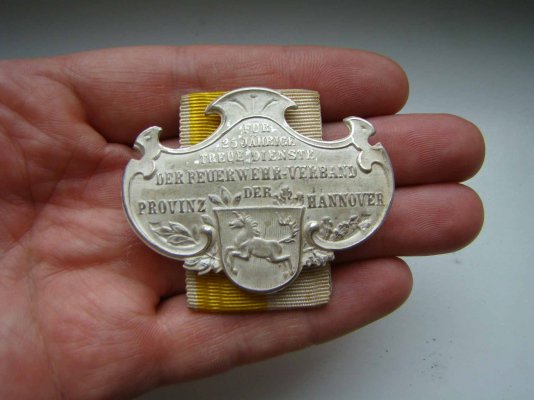 FÜR
25 JÄHRIGE
TREUE DIENSTE
DER FEUERWEHR-VERBAND
DER
PROVINZ HANNOVER